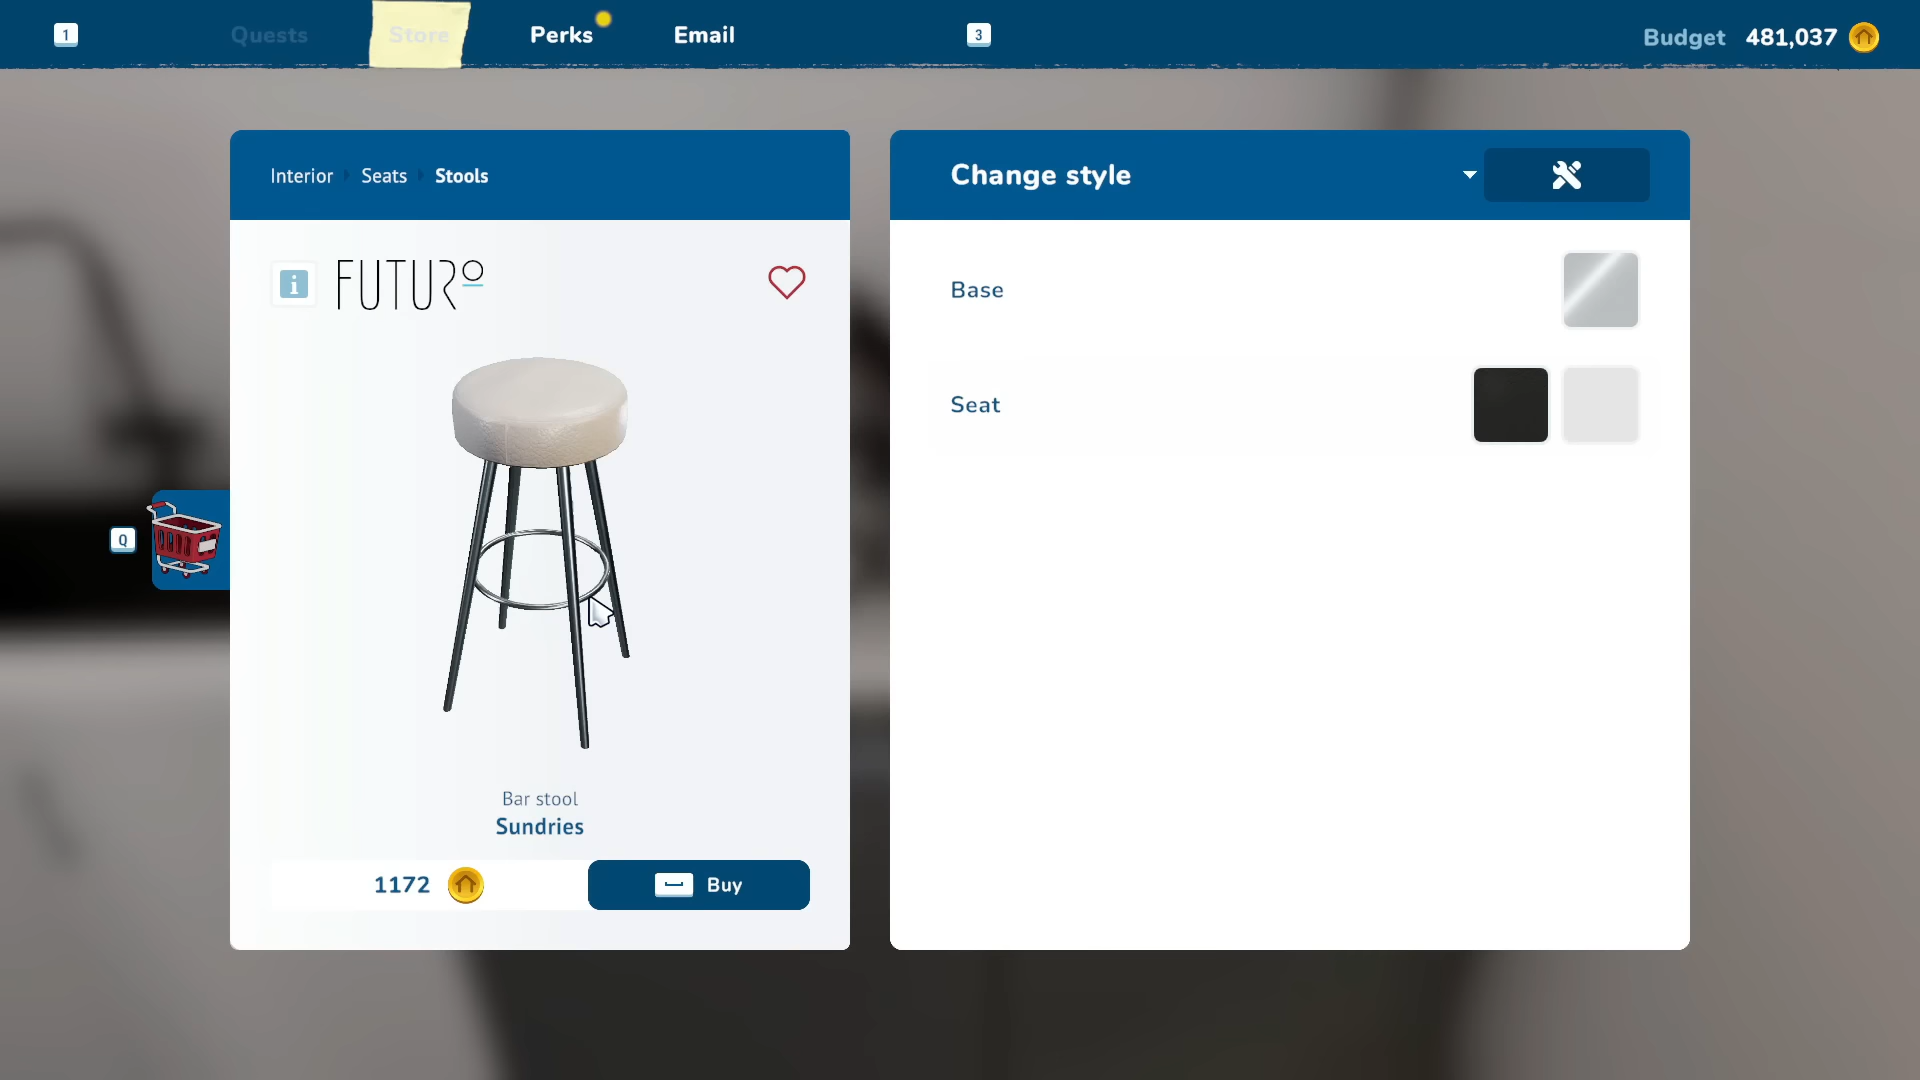 1
Quests
Store
Perks
Email
3
Budget 481,037
Interior Seats Stools
i
FUTURO
Bar stool
Sundries
1172
Buy
Q
Change style
Base
Seat